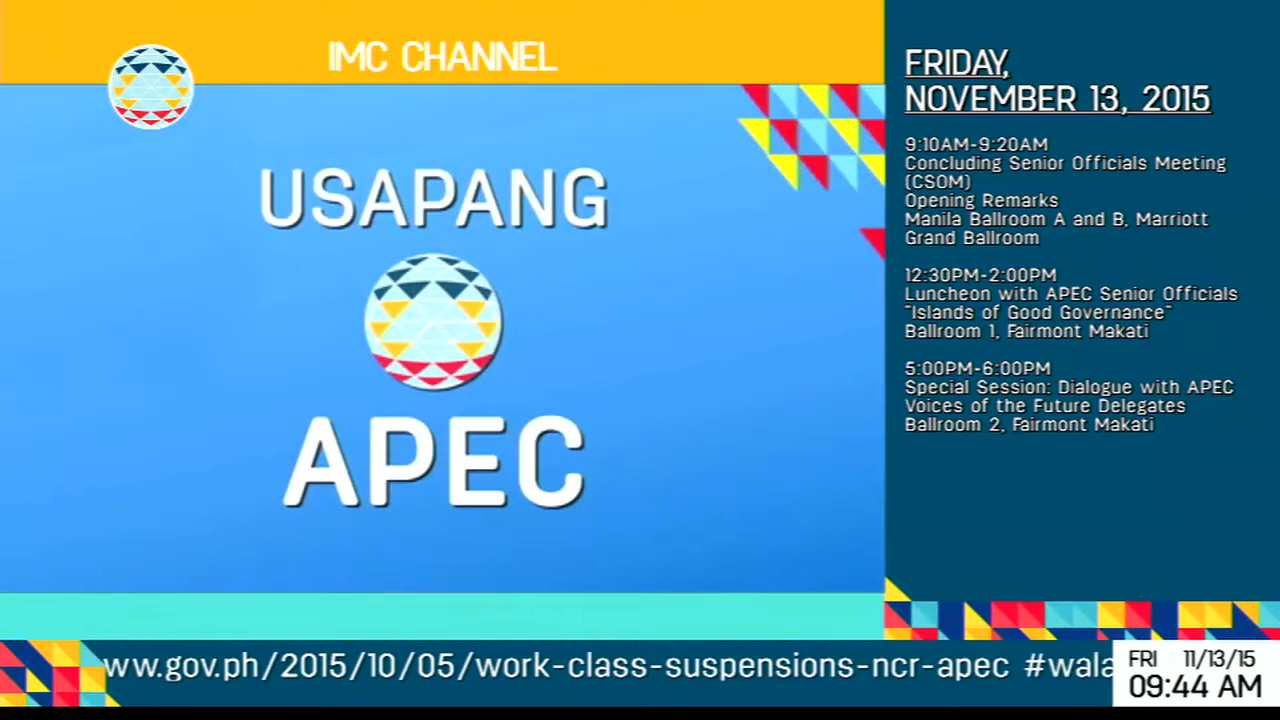 IMC CHANNEL
USAPANG
APEC
FRIDAY,
NOVEMBER 13, 2015
9:10AM-9:20AM
Concluding Senior Officials Meeting
(CSOM)
Opening Remarks
Manila Ballroom A and B, Marriott
Grand Ballroom
12:30PM-2:00PM
Luncheon with APEC Senior Officials
"Islands of Good Governance"
Ballroom 1, Fairmont Makati
5:00PM-6:00PM
Special Session: Dialogue with APEC
Voices of the Future Delegates
Ballroom 2, Fairmont Makati
ww.gov.ph/2015/10/05/work-class-suspensions-ncr-apec #wala
FRI 11/13/15
09:44 AM